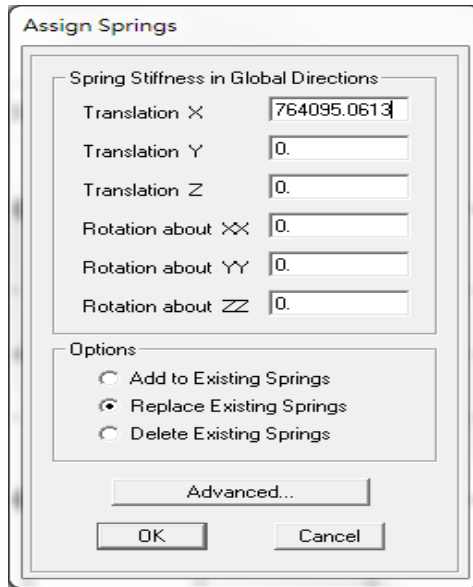 Assign Springs
Spring Stiffness in Global Directions
Translation X 764095.0613
Translation Y 0.
Translation Z 0.
Rotation about XX 0.
Rotation about YY 0.
Rotation about ZZ 0.
Options
Add to Existing Springs
Replace Existing Springs
Delete Existing Springs
Advanced...
OK Cancel